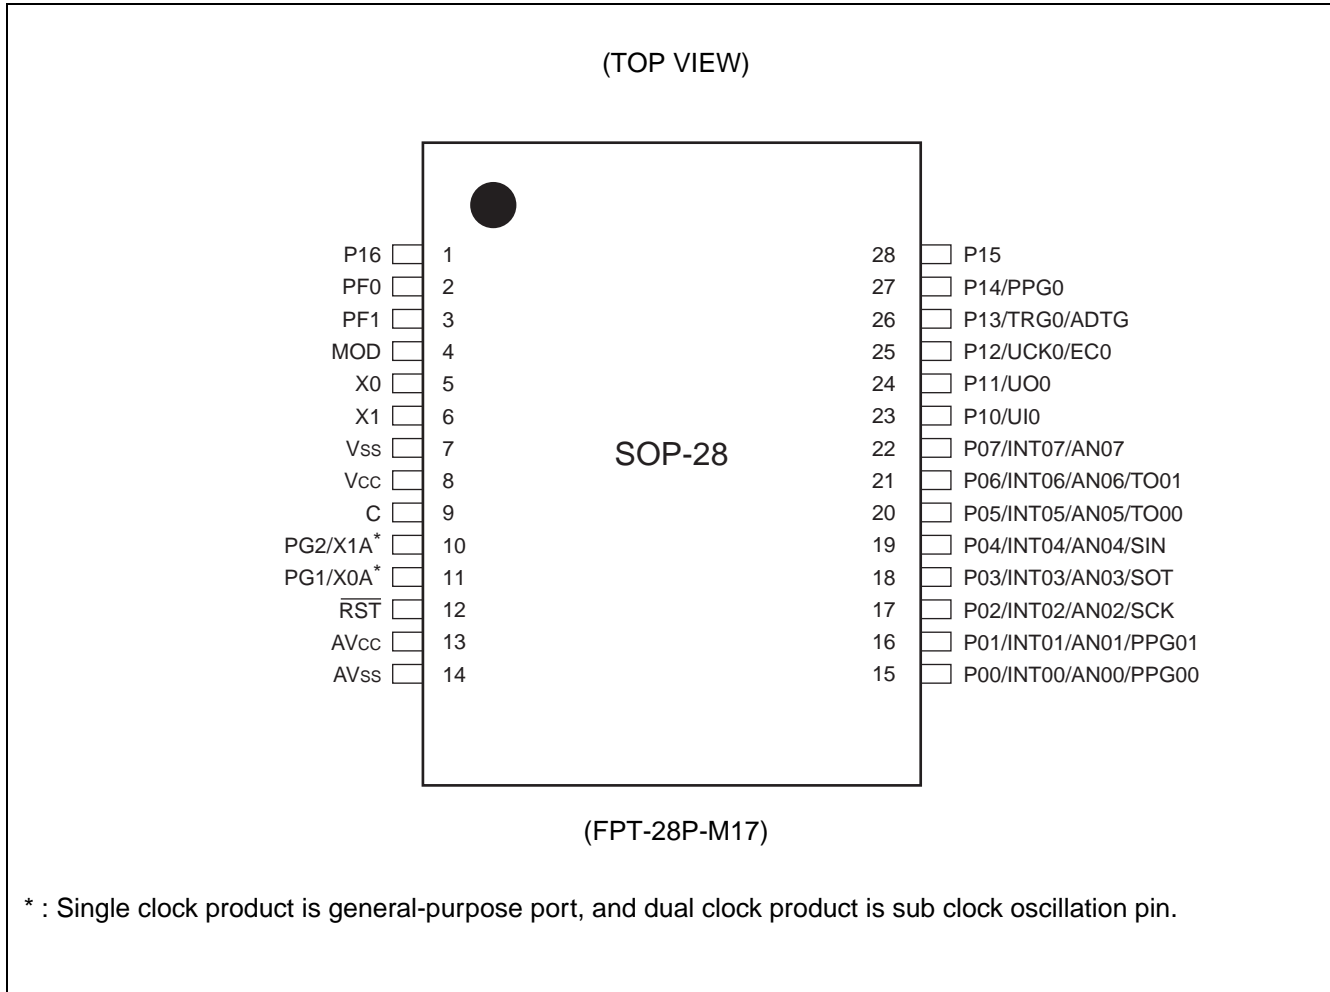 (TOP VIEW)
P16 1 28 P15
PF0 2 27 P14/PPG0
PF1 3 26 P13/TRG0/ADTG
MOD 4 25 P12/UCK0/EC0
X0 5 24 P11/UO0
X1 6 23 P10/UI0
Vss 7 22 P07/INT07/AN07
Vcc 8 21 P06/INT06/AN06/TO01
C 9 20 P05/INT05/AN05/TO00
PG2/X1A* 10 19 P04/INT04/AN04/SIN
PG1/X0A* 11 18 P03/INT03/AN03/SOT
RST 12 17 P02/INT02/AN02/SCK
AVcc 13 16 P01/INT01/AN01/PPG01
AVss 14 15 P00/INT00/AN00/PPG00
SOP-28
(FPT-28P-M17)
* : Single clock product is general-purpose port, and dual clock product is sub clock oscillation pin.